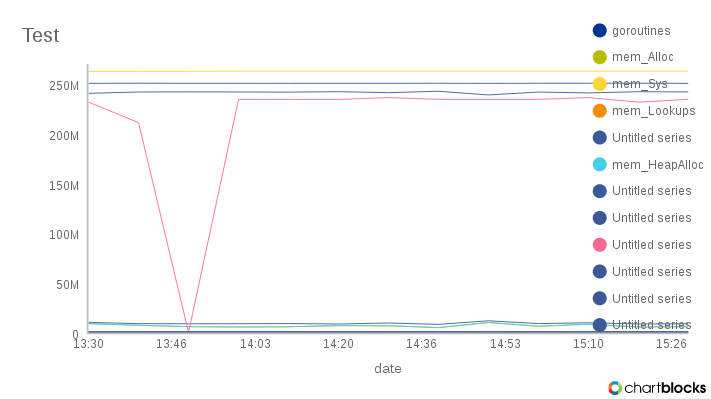 Test
goroutines
mem_Alloc
mem_Sys
mem_Lookups
Untitled series
mem_HeapAlloc
Untitled series
Untitled series
Untitled series
Untitled series
Untitled series
Untitled series
250M
200M
150M
100M
50M
0
13:30 13:46 14:03 14:20 14:36 14:53 15:10 15:26
date
chartblocks